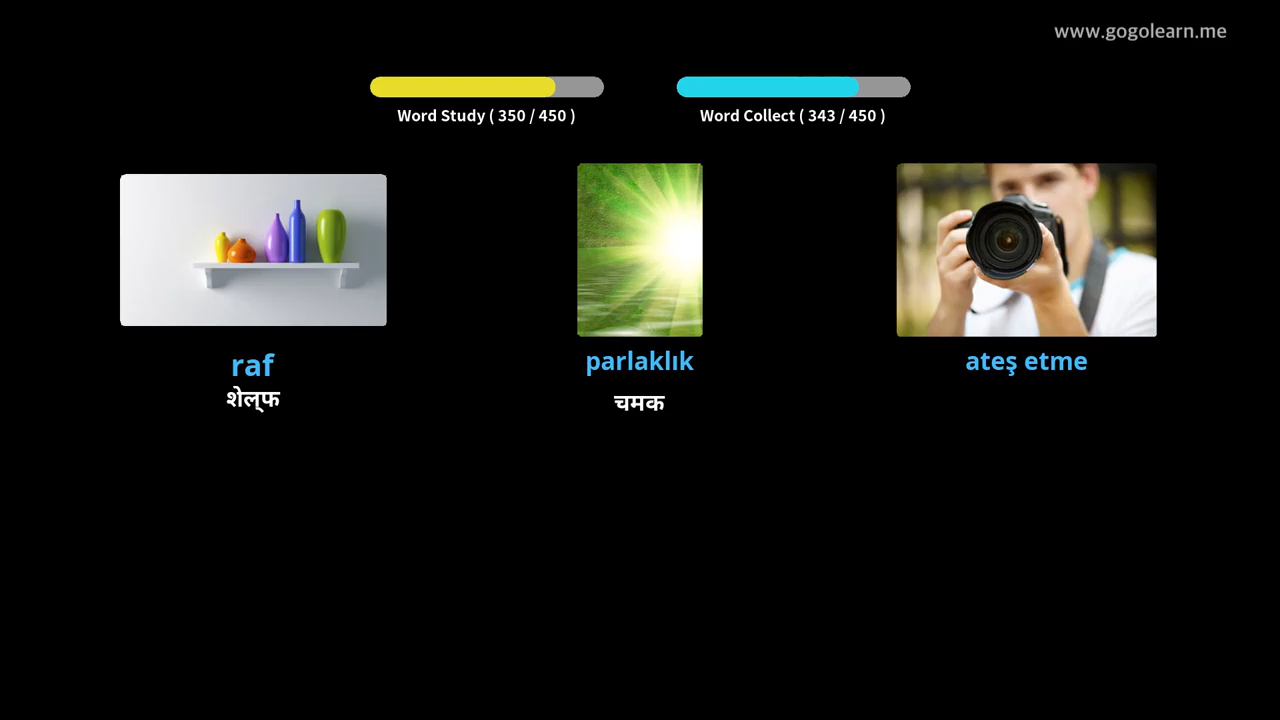 www.gogolearn.me
Word Study ( 350 / 450 )
Word Collect ( 343 / 450 )
raf
शेल्फ
parlaklık
चमक
ateş etme